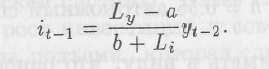 i_{t-1} = \frac{L_y - a}{b + L_i} y_{t-2}.